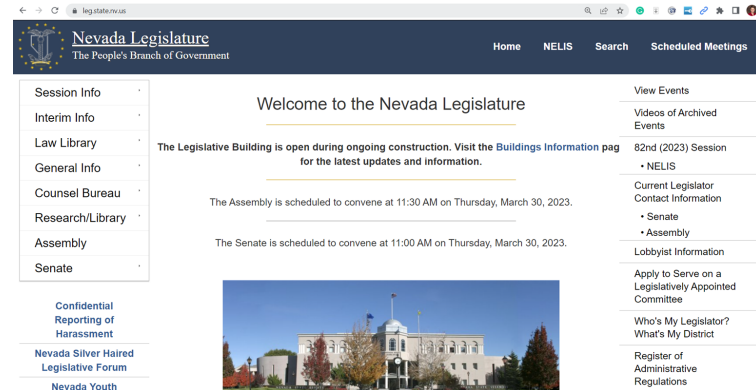 leg.state.nv.us
Nevada Legislature
The People's Branch of Government
Home NELIS Search Scheduled Meetings
Session Info
Interim Info
Law Library
General Info
Counsel Bureau
Research/Library
Assembly
Senate
Confidential
Reporting of
Harassment
Nevada Silver Haired
Legislative Forum
Nevada Youth
Welcome to the Nevada Legislature
The Legislative Building is open during ongoing construction. Visit the Buildings Information pag
for the latest updates and information.
The Assembly is scheduled to convene at 11:30 AM on Thursday, March 30, 2023.
The Senate is scheduled to convene at 11:00 AM on Thursday, March 30, 2023.
View Events
Videos of Archived
Events
82nd (2023) Session
• NELIS
Current Legislator
Contact Information
• Senate
• Assembly
Lobbyist Information
Apply to Serve on a
Legislatively Appointed
Committee
Who's My Legislator?
What's My District
Register of
Administrative
Regulations